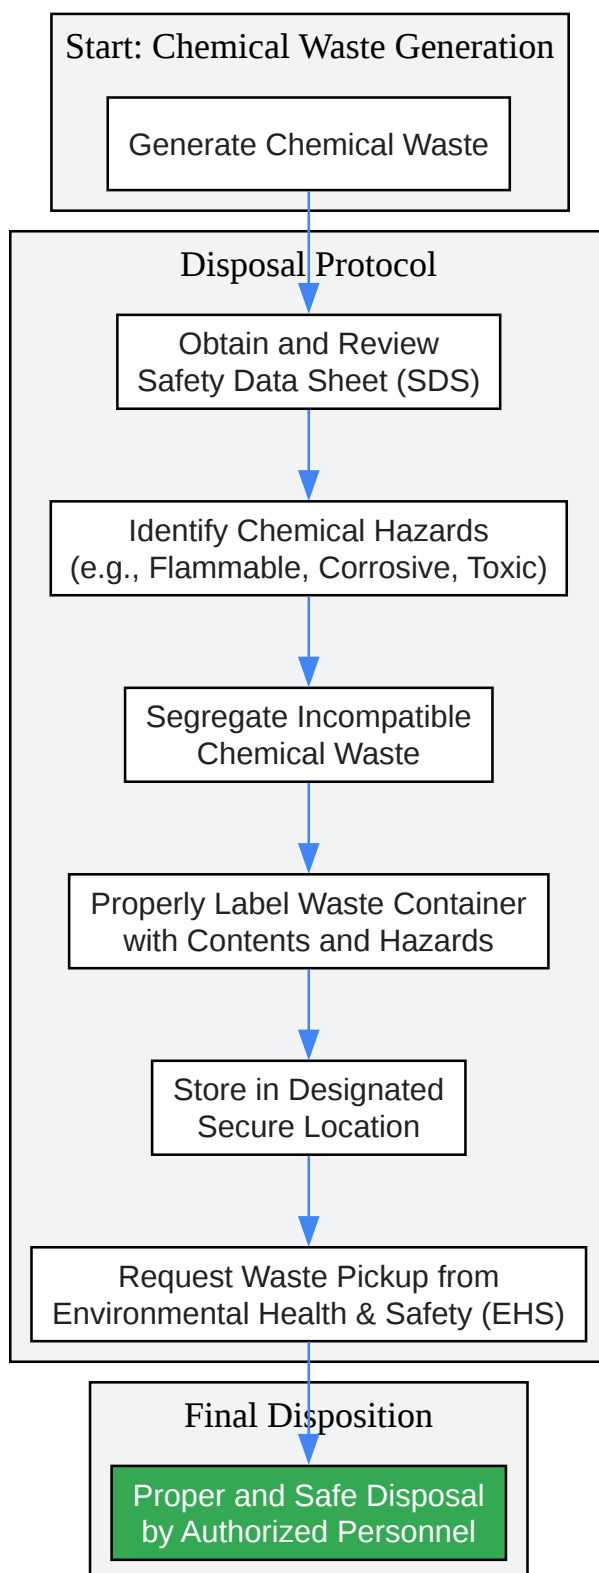 Start: Chemical Waste Generation
Generate Chemical Waste
Disposal Protocol
Obtain and Review
Safety Data Sheet (SDS)
Identify Chemical Hazards
(e.g., Flammable, Corrosive, Toxic)
Segregate Incompatible
Chemical Waste
Properly Label Waste Container
with Contents and Hazards
Store in Designated
Secure Location
Request Waste Pickup from
Environmental Health & Safety (EHS)
Final Disposition
Proper and Safe Disposal
by Authorized Personnel